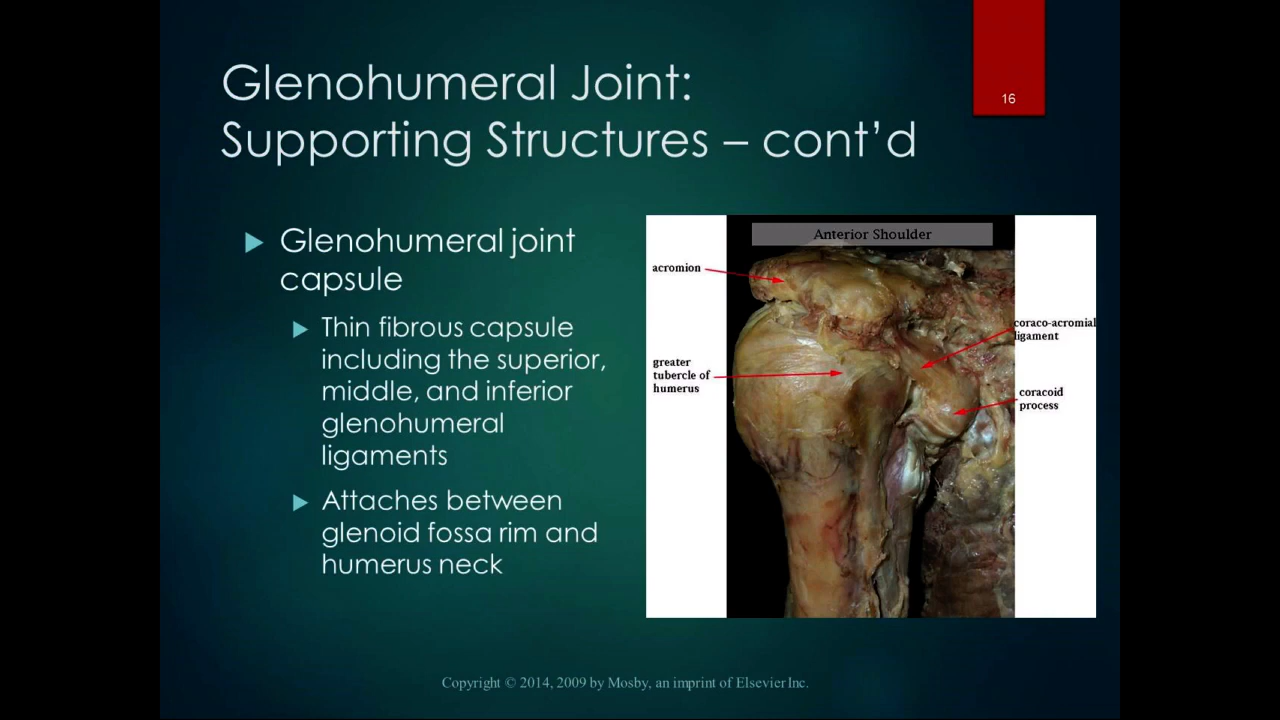 Glenohumeral Joint:
Supporting Structures – cont’d
16
Glenohumeral joint
capsule
Thin fibrous capsule
including the superior,
middle, and inferior
glenohumeral
ligaments
Attaches between
glenoid fossa rim and
humerus neck
Anterior Shoulder
acromion
coraco-acromial
ligament
greater
tubercle of
humerus
coracoid
process
Copyright © 2014, 2009 by Mosby, an imprint of Elsevier Inc.